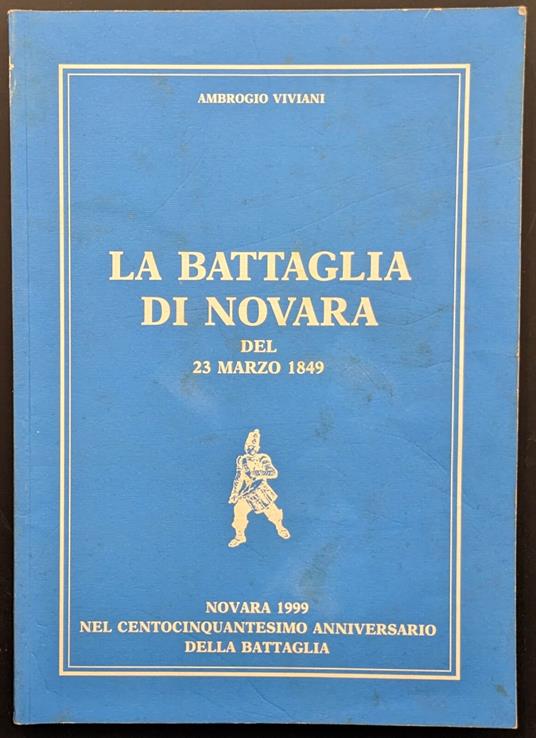 AMBROGIO VIVIANI
LA BATTAGLIA
DI NOVARA
DEL
23 MARZO 1849
NOVARA 1999
NEL CENTOCINQUANTESIMO ANNIVERSARIO
DELLA BATTAGLIA